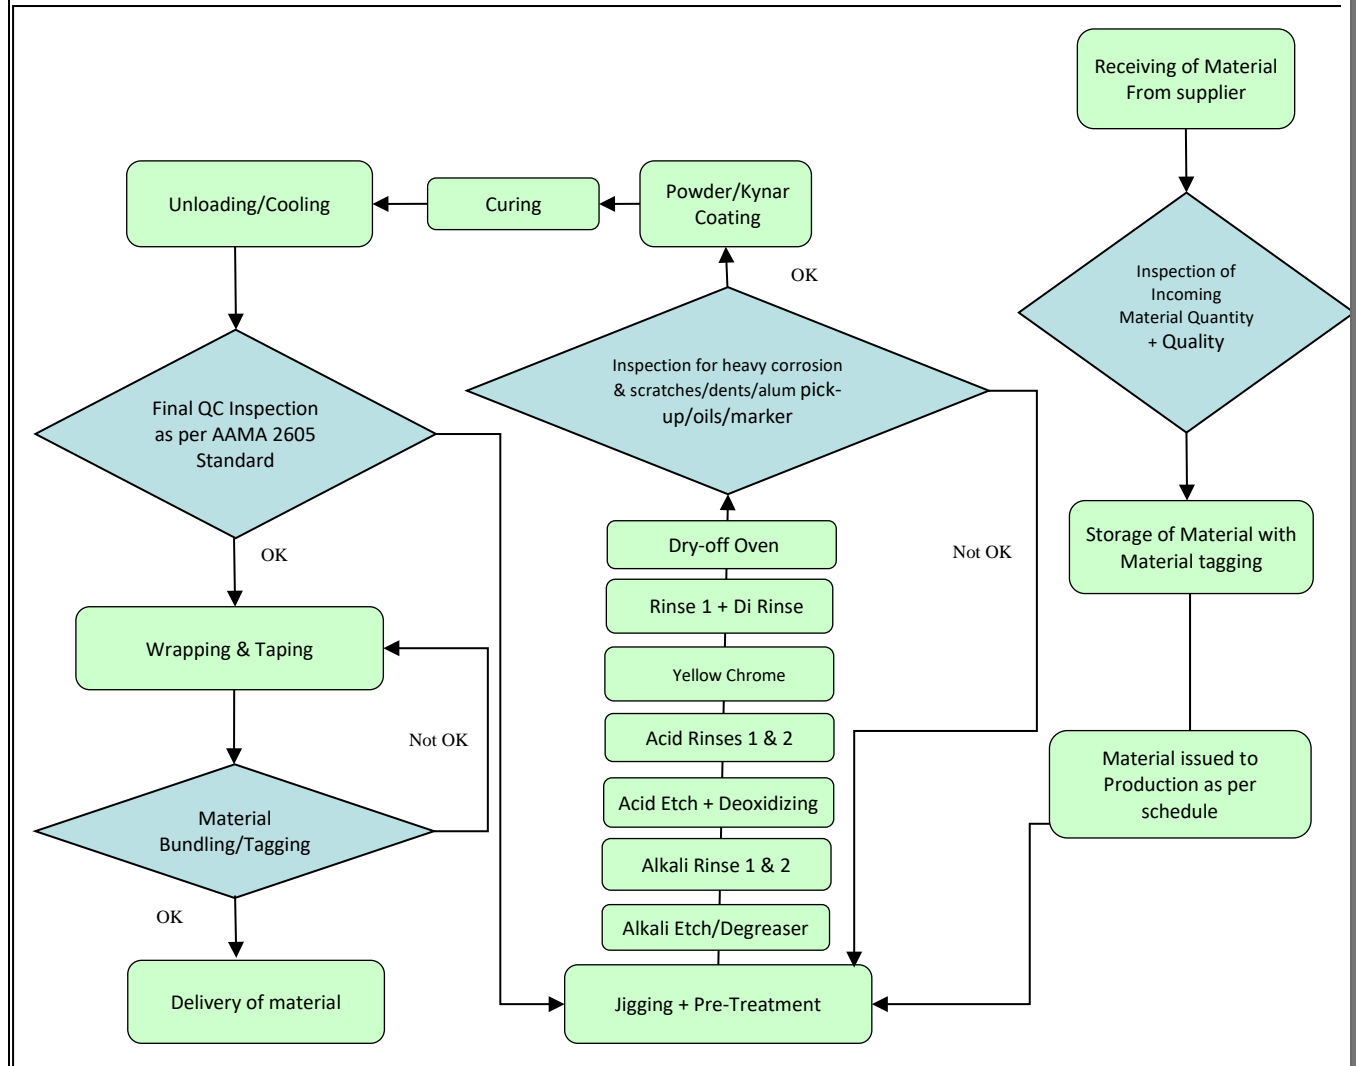 Receiving of Material
From supplier
Unloading/Cooling
Curing
Powder/Kynar
Coating
OK
Inspection of
Incoming
Material Quantity
+ Quality
Inspection for heavy corrosion
& scratches/dents/alum pick-
up/oils/marker
Final QC Inspection
as per AAMA 2605
Standard
OK
Not OK
Dry-off Oven
Storage of Material with
Material tagging
Rinse 1 + Di Rinse
Wrapping & Taping
Yellow Chrome
Not OK
Acid Rinses 1 & 2
Material issued to
Production as per
schedule
Acid Etch + Deoxidizing
Material
Bundling/Tagging
Alkali Rinse 1 & 2
OK
Alkali Etch/Degreaser
Delivery of material
Jigging + Pre-Treatment